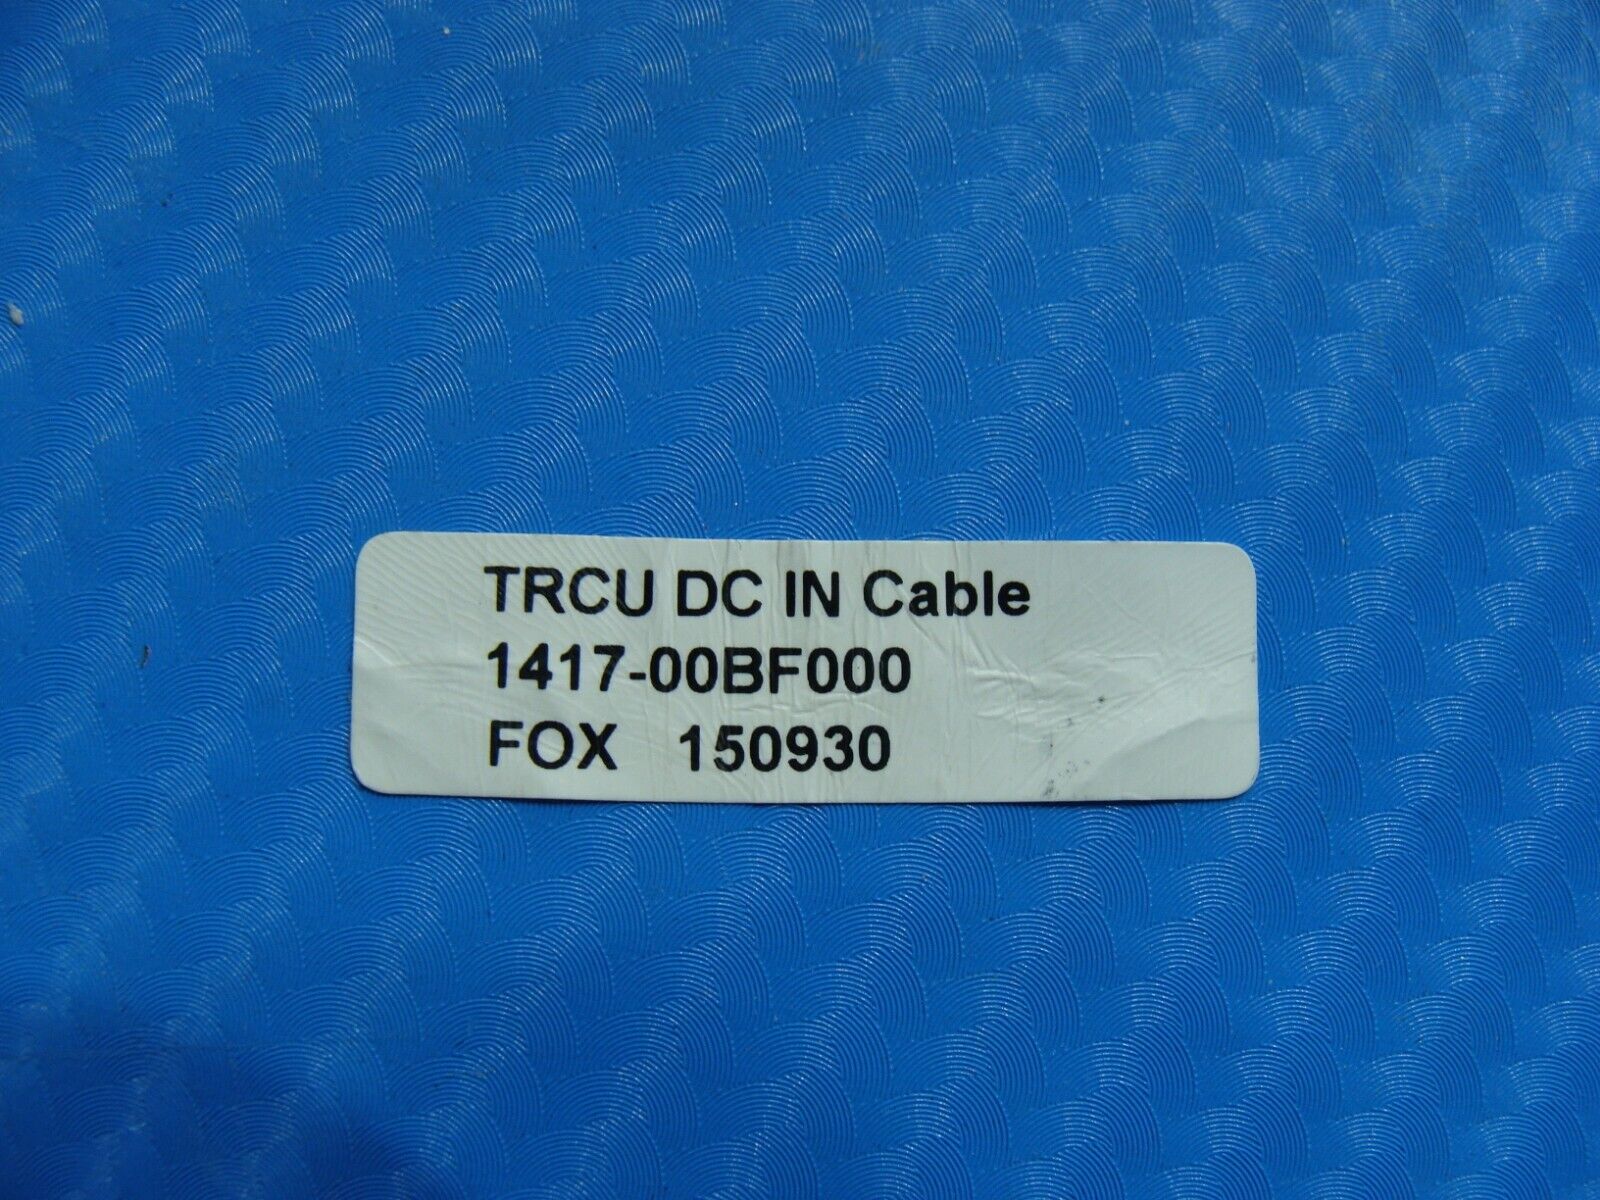 TRCU DC IN Cable
1417-00BF000
FOX 150930